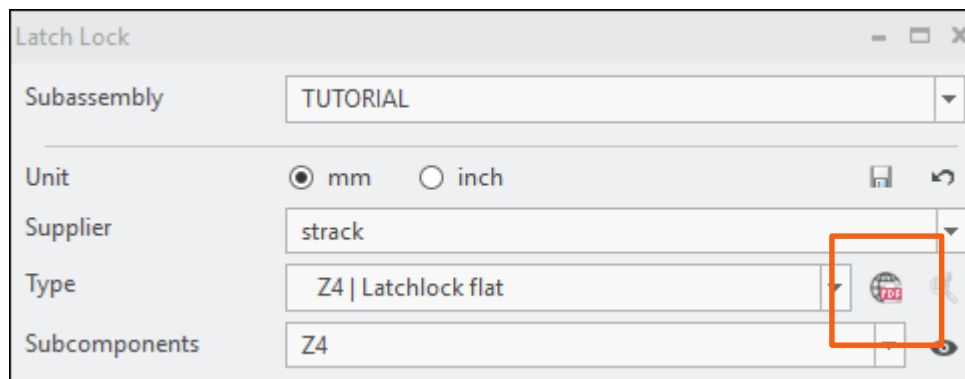 Latch Lock
Subassembly TUTORIAL
Unit mm inch
Supplier strack
Type Z4 | Latchlock flat PDF
Subcomponents Z4